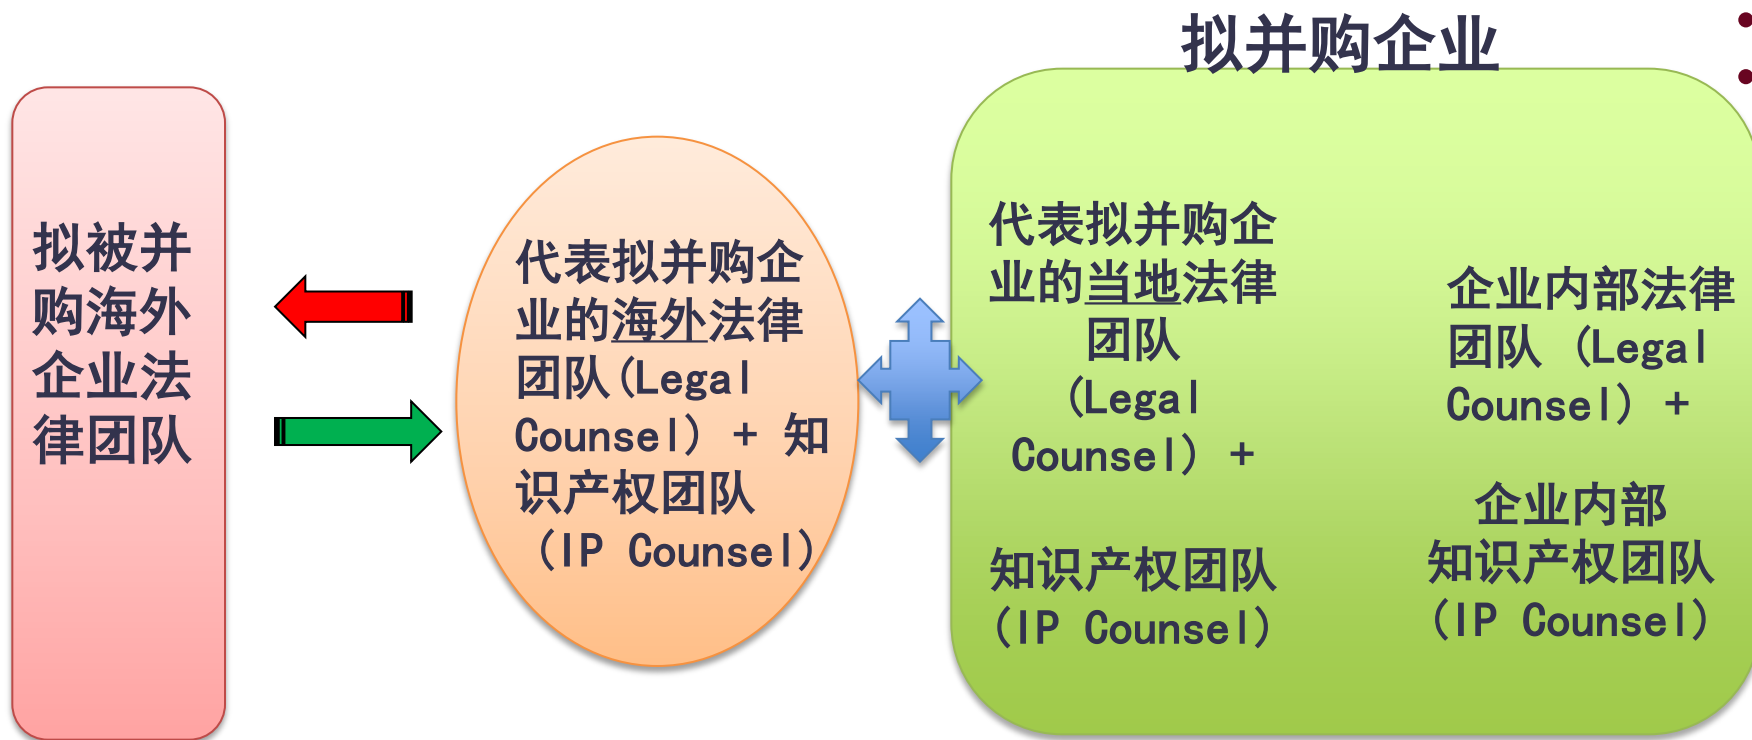 拟并购企业
拟被并
购海外
企业法
律团队
代表拟并购企
业的海外法律
团队(Legal
Counsel) + 知
识产权团队
(IP Counsel)
代表拟并购企
业的当地法律
团队
(Legal
Counsel) +
知识产权团队
(IP Counsel)
企业内部法律
团队 (Legal
Counsel) +
企业内部
知识产权团队
(IP Counsel)